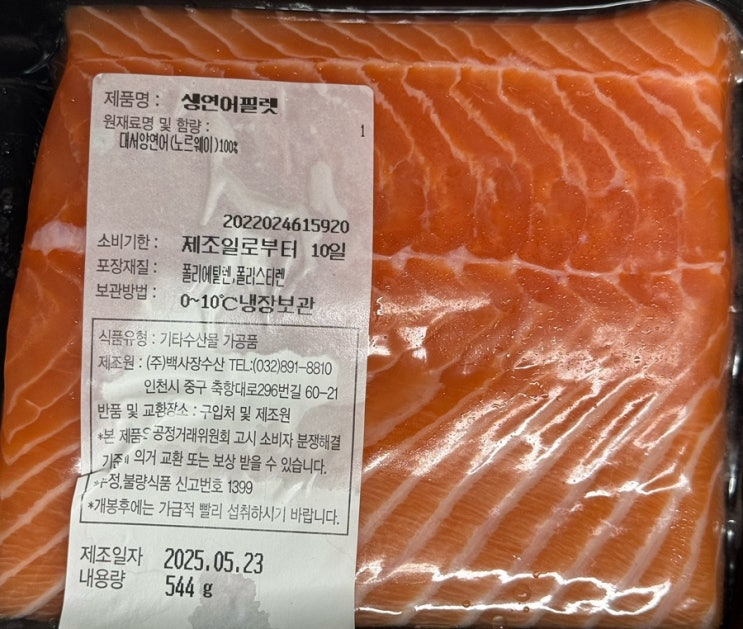 제품명 : 생연어필렛
원재료명 및 함량 :
1
대서양연어(노르웨이)100%
2022024615920
소비기한 : 제조일로부터 10일
포장재질 : 폴리에틸렌,폴리스티렌
보관방법 : 0~10℃냉장보관
식품유형 : 기타수산물 가공품
제조원 : (주)백사장수산 TEL:(032)891-8810
인천시 중구 축항대로296번길 60-21
반품 및 교환장소 : 구입처 및 제조원
*본 제품은 공정거래위원회 고시 소비자 분쟁해결
의거 교환 또는 보상 받을 수 있습니다.
불량식품 신고번호 1399
*개봉후에는 가급적 빨리 섭취하시기 바랍니다.
제조일자 2025.05.23
내용량 544 g